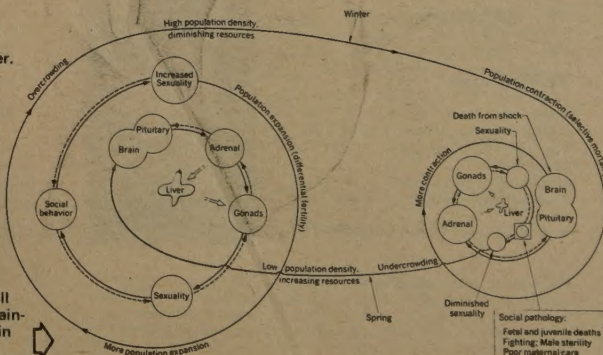 High population density.
diminishing resources
Winter
er.
Overcrowding
Increased
Sexuality
Population expansion (differential
fertility)
Pituitary
Brain
Adrenal
Liver
Gonads
Social
behavior
Sexuality
More population expansion
Low population density.
increasing resources
Undercrowding
Spring
Population contraction (selective
Death from shock
Sexuality
More contraction
Gonads
Brain
Pituitary
Liver
Adrenal
Diminished
sexuality
Social pathology:
Fetal and juvenile deaths
Fighting; Male sterility
Poor maternal care
ain-
in